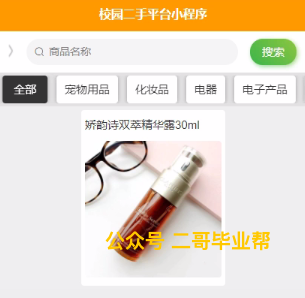 校园二手平台小程序
商品名称
搜索
全部
宠物用品
化妆品
电器
电子产品
娇韵诗双萃精华露30ml
公众号 二哥毕业帮